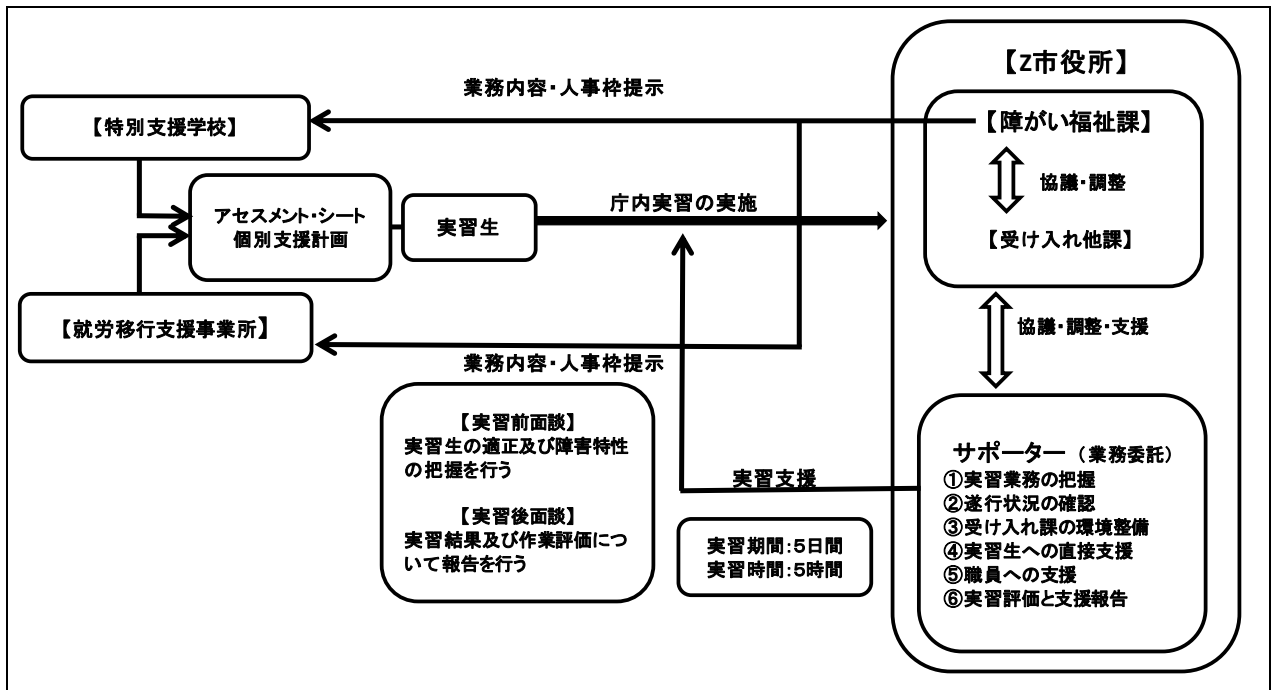 【Z市役所】
業務内容・人事枠提示
【特別支援学校】
【障がい福祉課】
協議・調整
アセスメント・シート
個別支援計画
実習生
庁内実習の実施
【受け入れ他課】
【就労移行支援事業所】
協議・調整・支援
業務内容・人事枠提示
【実習前面談】
実習生の適正及び障害特性
の把握を行う
【実習後面談】
実習結果及び作業評価につ
いて報告を行う
実習支援
実習期間:5日間
実習時間:5時間
サポーター（業務委託）
①実習業務の把握
②遂行状況の確認
③受け入れ課の環境整備
④実習生への直接支援
⑤職員への支援
⑥実習評価と支援報告